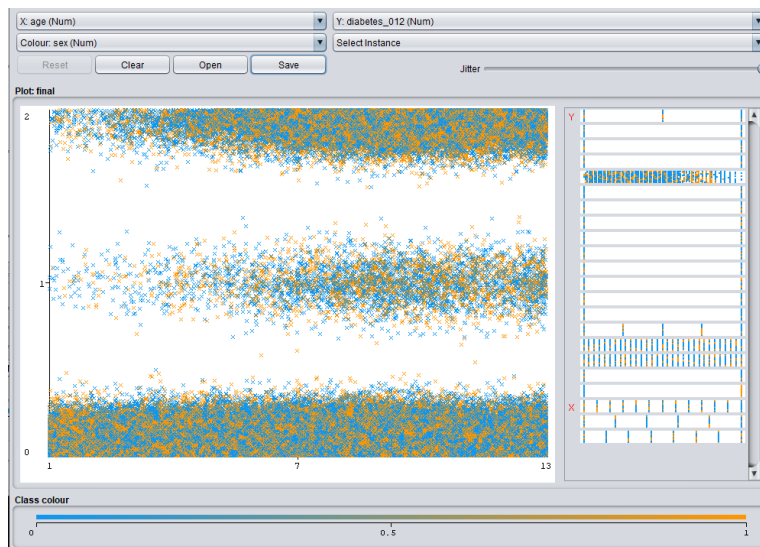 X: age (Num) Y: diabetes_012 (Num)
Colour: sex (Num) Select Instance
Reset Clear Open Save Jitter
Plot: final
2
1
0
1 7 13
Y
X
Class colour
0 0.5 1